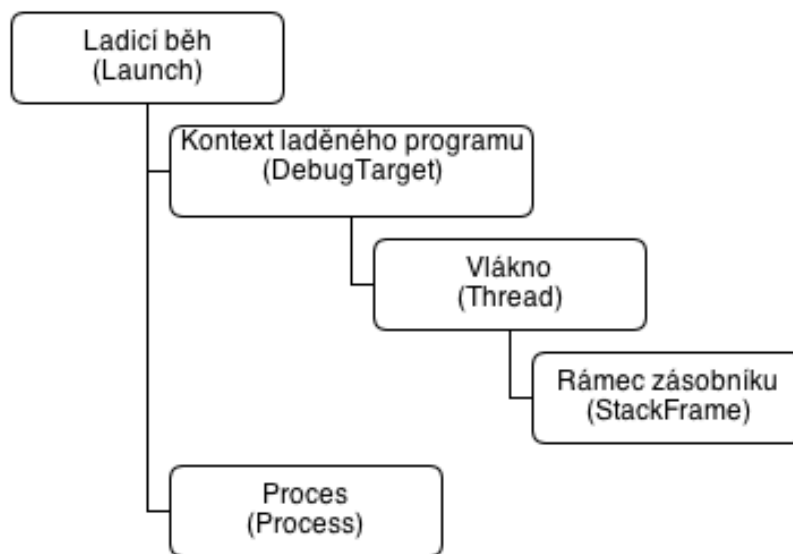 Ladicí běh
(Launch)
Kontext laděného programu
(DebugTarget)
Vlákno
(Thread)
Rámec zásobníku
(StackFrame)
Proces
(Process)